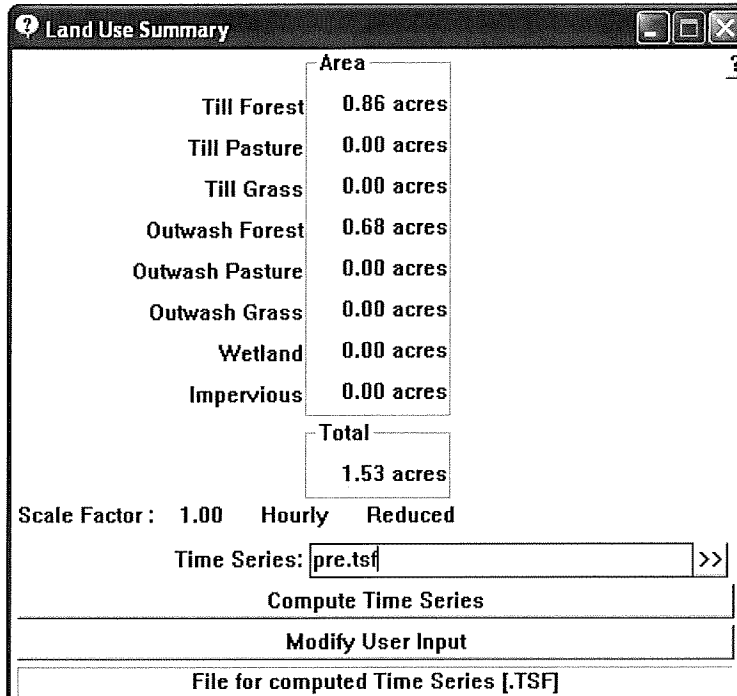 Land Use Summary
Area
?
Till Forest 0.86 acres
Till Pasture 0.00 acres
Till Grass 0.00 acres
Outwash Forest 0.68 acres
Outwash Pasture 0.00 acres
Outwash Grass 0.00 acres
Wetland 0.00 acres
Impervious 0.00 acres
Total
1.53 acres
Scale Factor : 1.00 Hourly Reduced
Time Series: pre.tsf >>
Compute Time Series
Modify User Input
File for computed Time Series [.TSF]